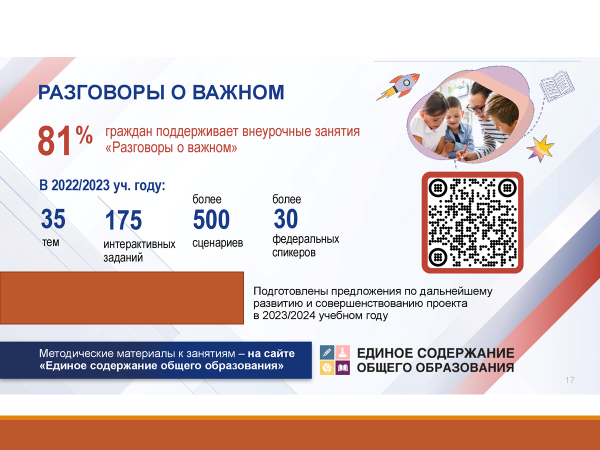 РАЗГОВОРЫ О ВАЖНОМ
81%
граждан поддерживает внеурочные занятия
«Разговоры о важном»
В 2022/2023 уч. году:
35
тем
175
интерактивных
заданий
более
500
сценариев
более
30
федеральных
спикеров
Подготовлены предложения по дальнейшему
развитию и совершенствованию проекта
в 2023/2024 учебном году
Методические материалы к занятиям – на сайте
«Единое содержание общего образования»
ЕДИНОЕ СОДЕРЖАНИЕ
ОБЩЕГО ОБРАЗОВАНИЯ
17